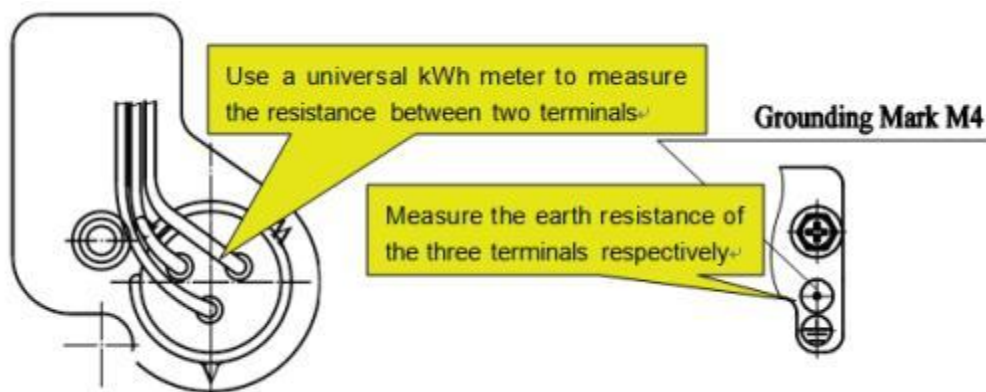 Use a universal kWh meter to measure
the resistance between two terminals
Grounding Mark M4
Measure the earth resistance of
the three terminals respectively